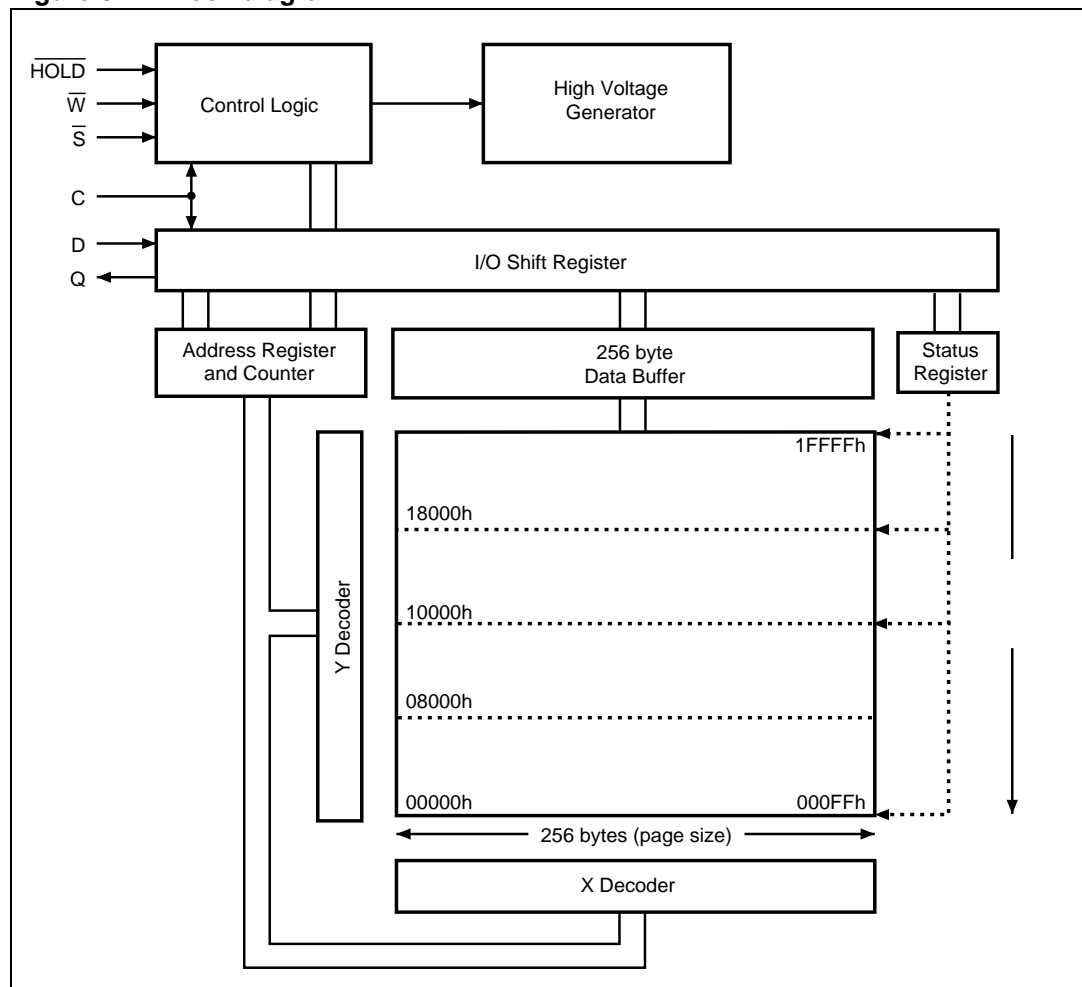 HOLD
W
S
C
D
Q
Control Logic
High Voltage
Generator
I/O Shift Register
Address Register
and Counter
256 byte
Data Buffer
Status
Register
Y Decoder
1FFFFh
18000h
10000h
08000h
00000h
000FFh
256 bytes (page size)
X Decoder